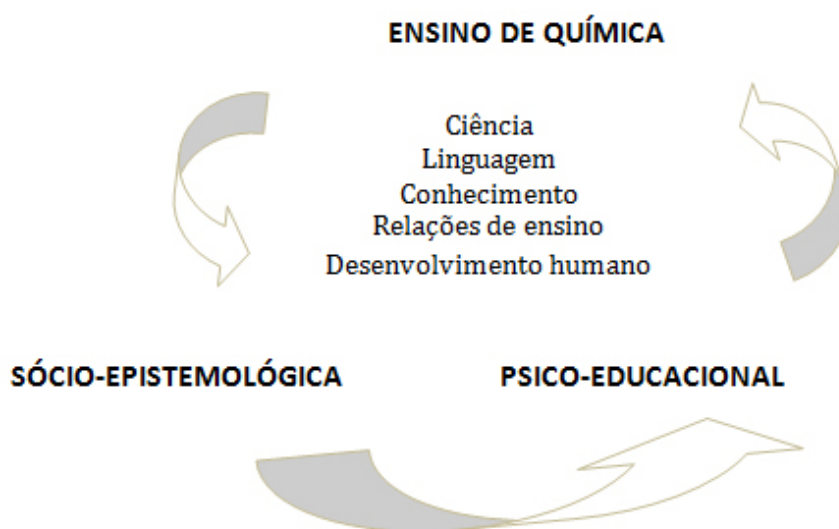 ENSINO DE QUÍMICA
Ciência
Linguagem
Conhecimento
Relações de ensino
Desenvolvimento humano
SÓCIO-EPISTEMOLÓGICA
PSICO-EDUCACIONAL